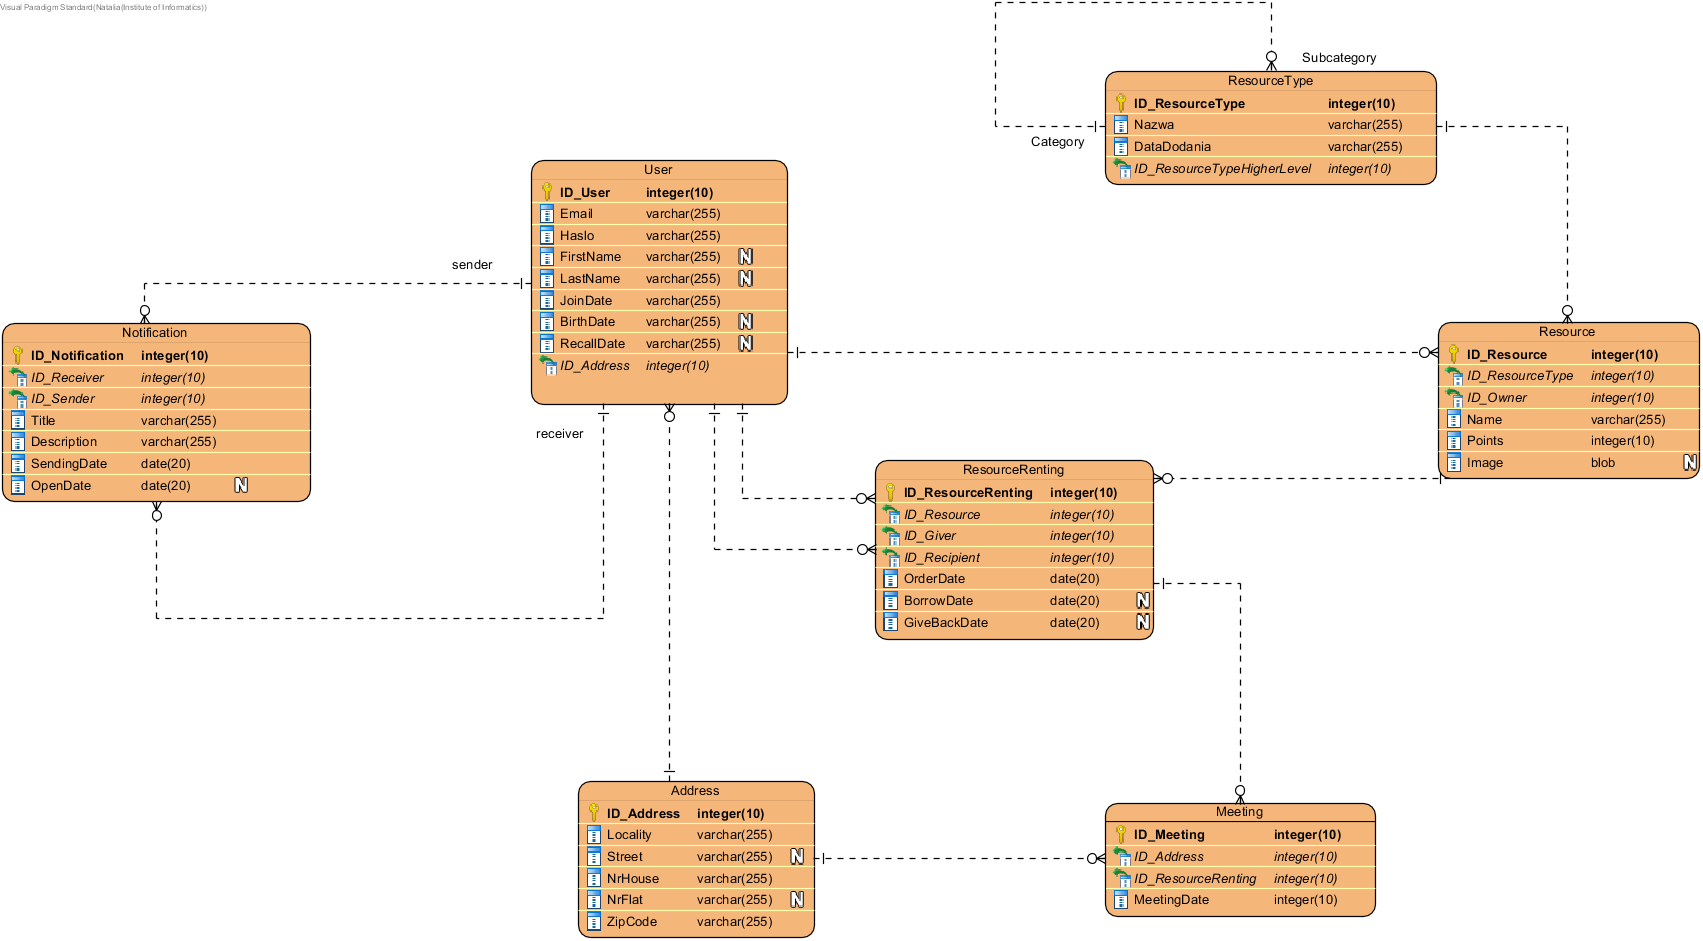 Visual Paradigm Standard(Natalia(Institute of Informatics))
Subcategory
Category
ResourceType
ID_ResourceType integer(10)
Nazwa varchar(255)
DataDodania varchar(255)
ID_ResourceTypeHigherLevel integer(10)
User
ID_User integer(10)
Email varchar(255)
Haslo varchar(255)
FirstName varchar(255) N
LastName varchar(255) N
JoinDate varchar(255)
BirthDate varchar(255) N
RecallDate varchar(255) N
ID_Address integer(10)
sender
receiver
Notification
ID_Notification integer(10)
ID_Receiver integer(10)
ID_Sender integer(10)
Title varchar(255)
Description varchar(255)
SendingDate date(20)
OpenDate date(20) N
Resource
ID_Resource integer(10)
ID_ResourceType integer(10)
ID_Owner integer(10)
Name varchar(255)
Points integer(10)
Image blob N
ResourceRenting
ID_ResourceRenting integer(10)
ID_Resource integer(10)
ID_Giver integer(10)
ID_Recipient integer(10)
OrderDate date(20)
BorrowDate date(20) N
GiveBackDate date(20) N
Address
ID_Address integer(10)
Locality varchar(255)
Street varchar(255) N
NrHouse varchar(255)
NrFlat varchar(255) N
ZipCode varchar(255)
Meeting
ID_Meeting integer(10)
ID_Address integer(10)
ID_ResourceRenting integer(10)
MeetingDate integer(10)